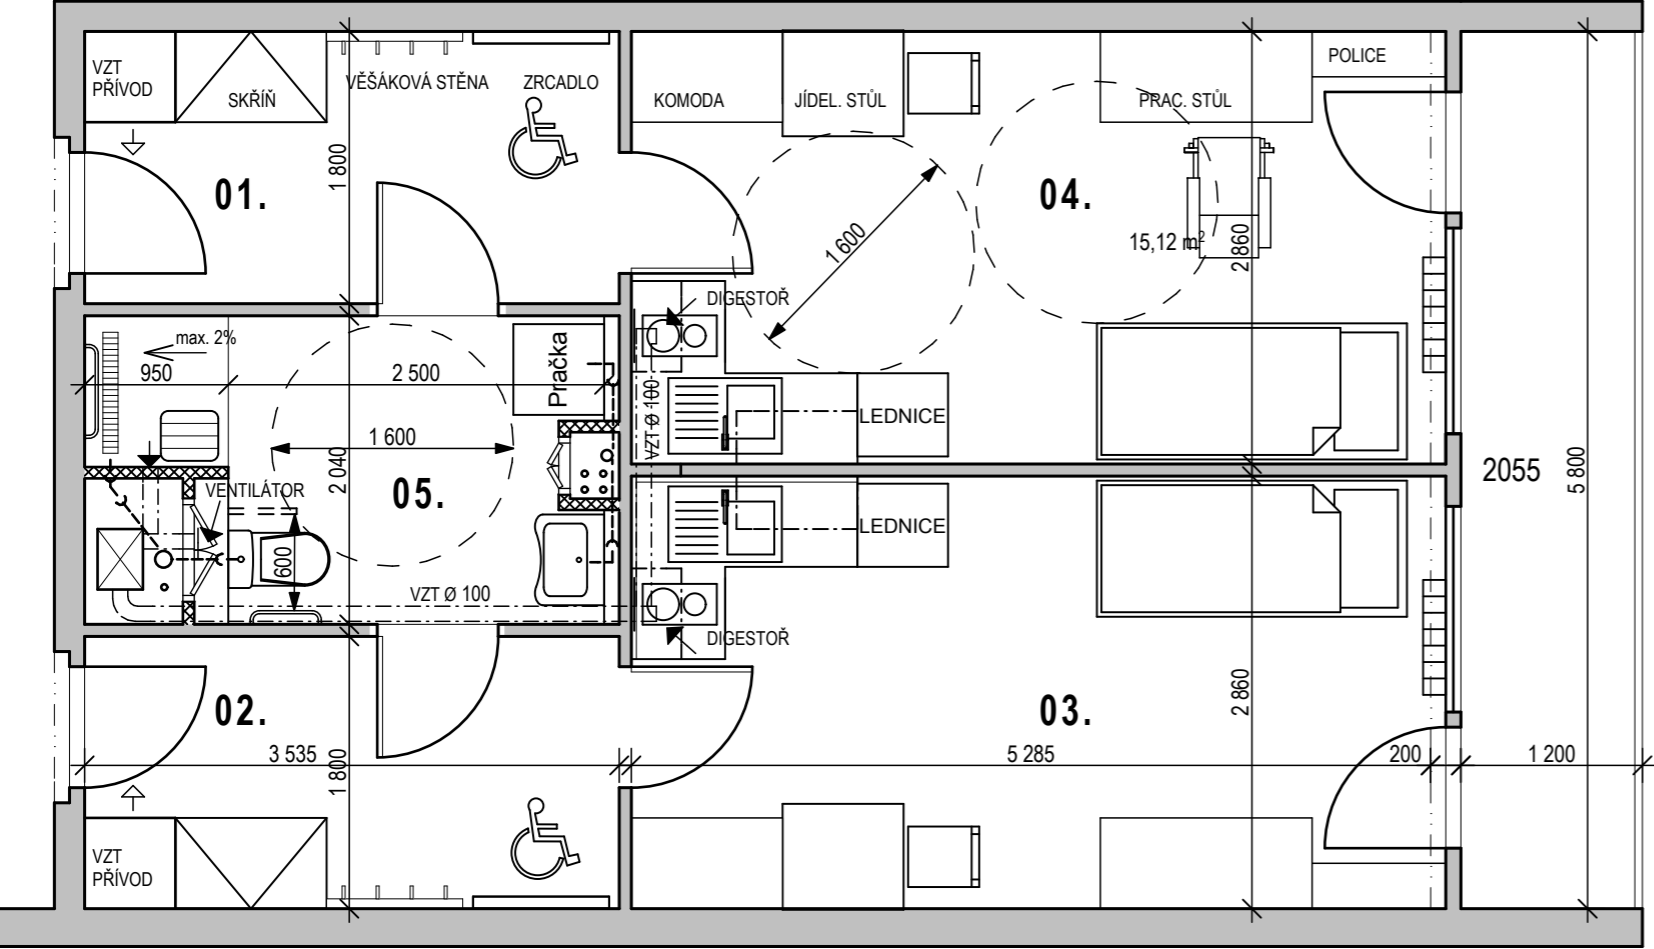 VZT
PŘÍVOD
SKŘÍŇ
VĚŠÁKOVÁ STĚNA
ZRCADLO
KOMODA
JÍDEL. STŮL
PRAC. STŮL
POLICE
01.
1 800
1 600
04.
15,12 m²
2 860
DIGESTOŘ
max. 2%
950
2 500
Pračka
VZT Ø 100
LEDNICE
1 600
2 040
05.
VENTILÁTOR
600
VZT Ø 100
LEDNICE
2055
5 800
DIGESTOŘ
02.
03.
2 860
3 535
5 285
200
1 200
1 800
VZT
PŘÍVOD